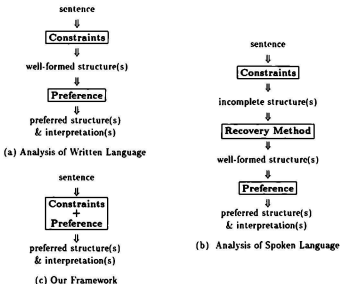 sentence
⇓
Constraints
⇓
well-formed structure(s)
⇓
Preference
⇓
preferred structure(s)
& interpretation(s)
(a) Analysis of Written Language
sentence
⇓
Constraints
+
Preference
⇓
preferred structure(s)
& interpretation(s)
(c) Our Framework
sentence
⇓
Constraints
⇓
incomplete structure(s)
⇓
Recovery Method
⇓
well-formed structure(s)
⇓
Preference
⇓
preferred structure(s)
& interpretation(s)
(b) Analysis of Spoken Language